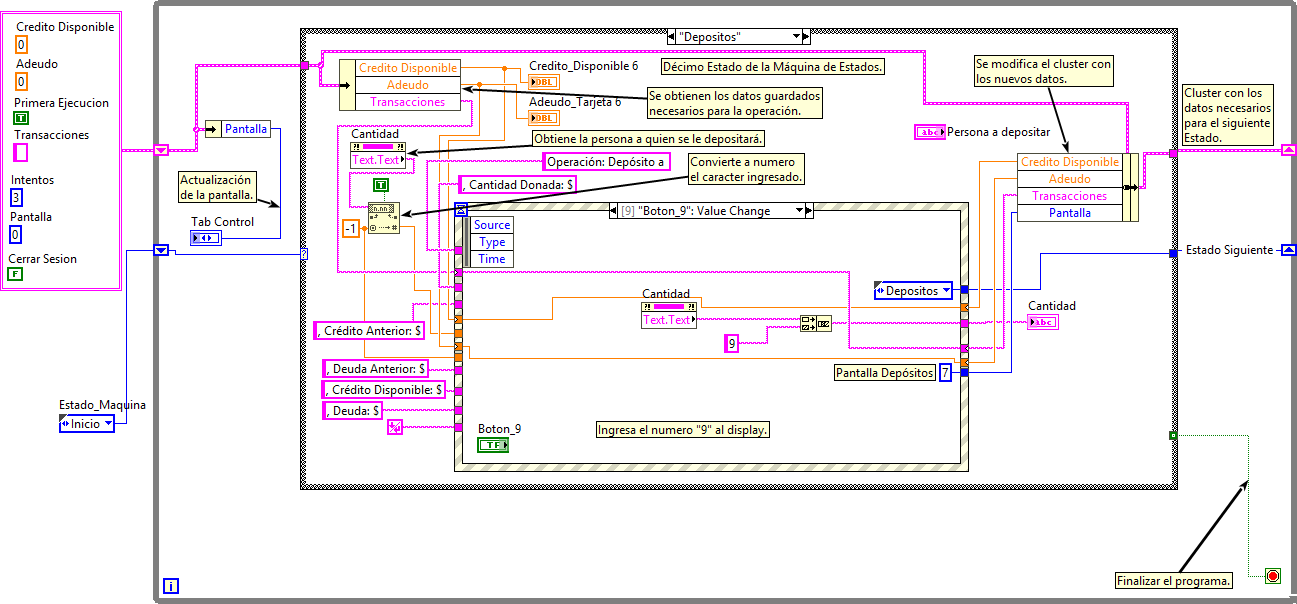 Credito Disponible
0
Adeudo
0
Primera Ejecucion
T
Transacciones
Intentos
3
Pantalla
0
Cerrar Sesion
F
Pantalla
Actualización
de la pantalla.
Tab Control
Estado_Maquina
Inicio
i
"Depositos"
Credito Disponible
Adeudo
Transacciones
Credito_Disponible 6
DBL
Adeudo_Tarjeta 6
DBL
Décimo Estado de la Máquina de Estados.
Se obtienen los datos guardados
necesarios para la operación.
Se modifica el cluster con
los nuevos datos.
Cluster con los
datos necesarios
para el siguiente
Estado.
abc
Persona a depositar
Cantidad
Text.Text
Obtiene la persona a quien se le depositará.
Operación: Depósito a
Convierte a numero
el caracter ingresado.
, Cantidad Donada: $
T
n.nn
-1
?
Credito Disponible
Adeudo
Transacciones
Pantalla
[9] "Boton_9": Value Change
Source
Type
Time
Estado Siguiente
Depositos
Cantidad
Text.Text
9
Cantidad
abc
, Crédito Anterior: $
, Deuda Anterior: $
, Crédito Disponible: $
, Deuda: $
Pantalla Depósitos
7
Boton_9
TF
Ingresa el numero "9" al display.
Finalizar el programa.